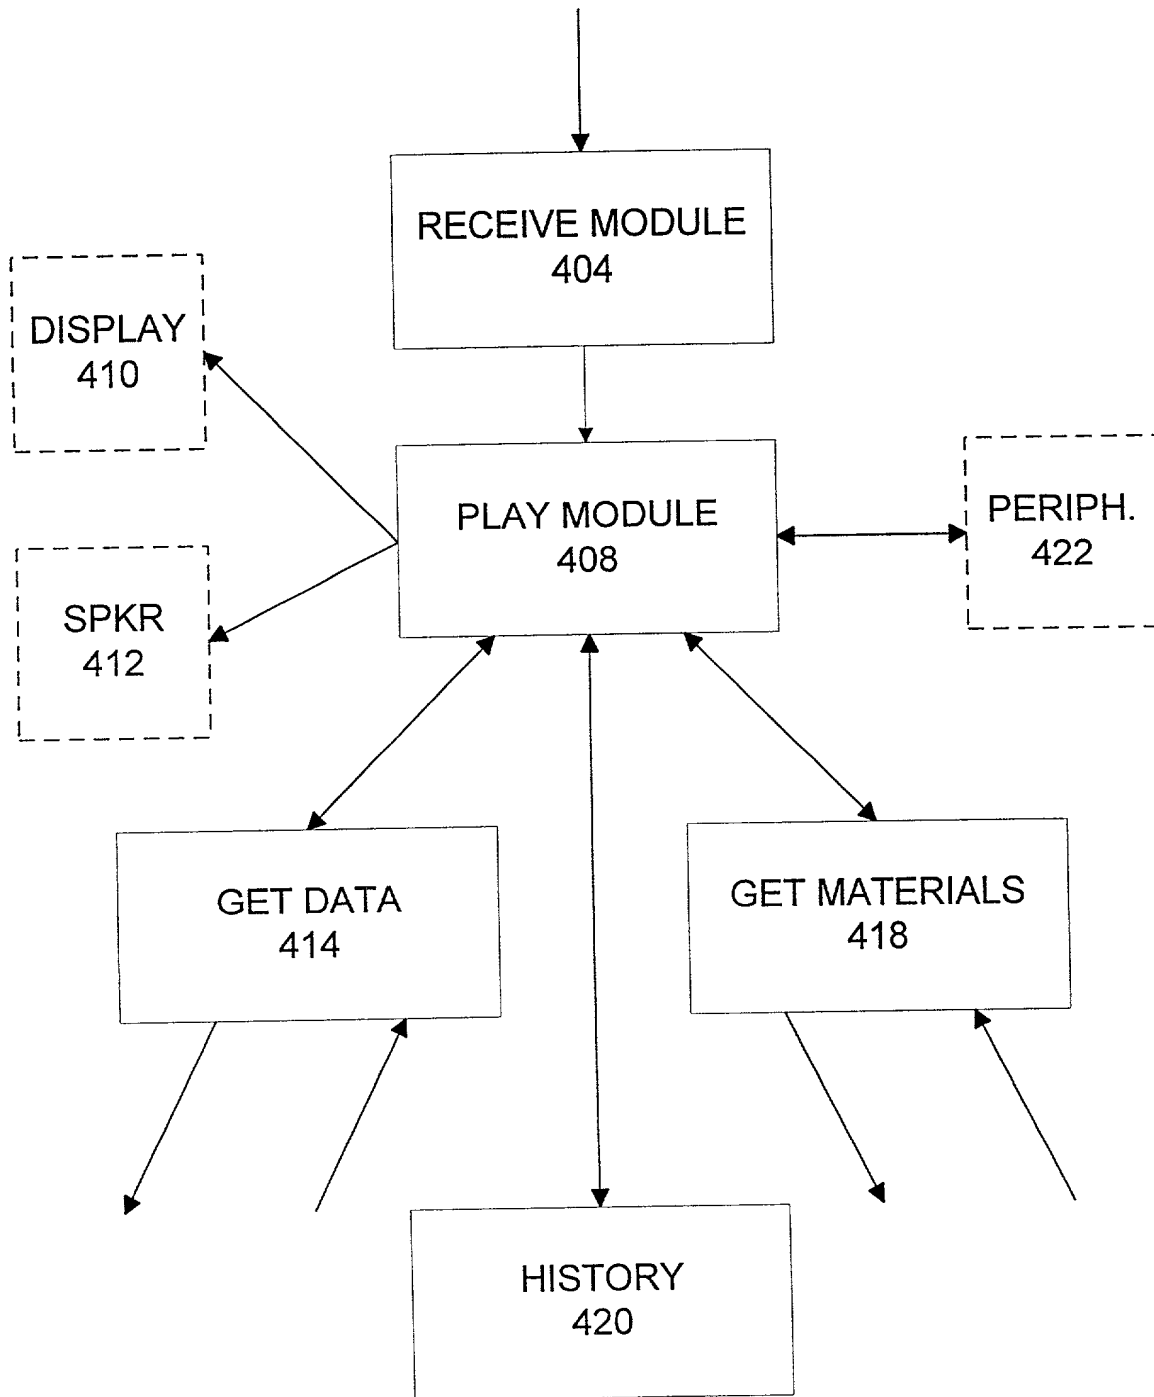 RECEIVE MODULE
404
DISPLAY
410
PLAY MODULE
408
PERIPH.
422
SPKR
412
GET DATA
414
GET MATERIALS
418
HISTORY
420